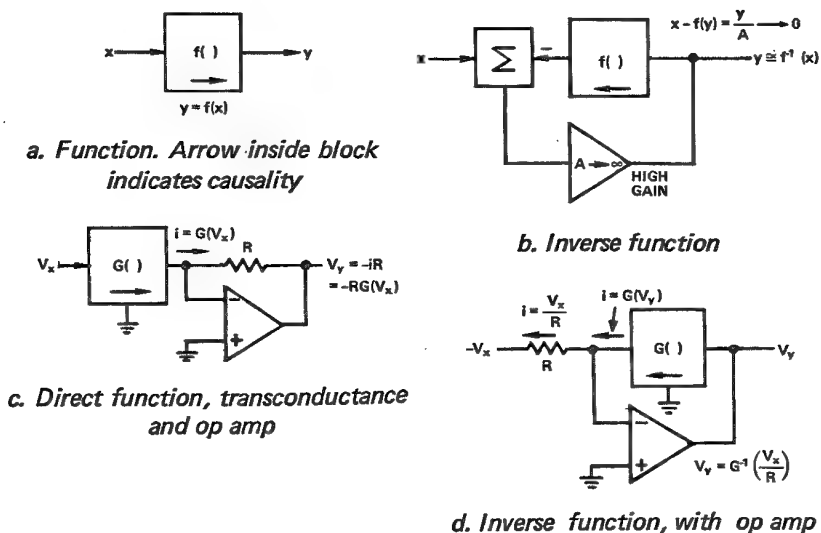 x
f( )
y
y = f(x)
a. Function. Arrow inside block
indicates causality
x – f(y) = y/A → 0
x
Σ
–
f( )
y ≅ f⁻¹ (x)
A → ∞
HIGH
GAIN
b. Inverse function
i = G(Vx)
R
Vx
G( )
Vy = –iR
= –RG(Vx)
–
+
c. Direct function, transconductance
and op amp
i = Vx/R
i = G(Vy)
–Vx
R
G( )
Vy
–
+
Vy = G⁻¹ (Vx/R)
d. Inverse function, with op amp